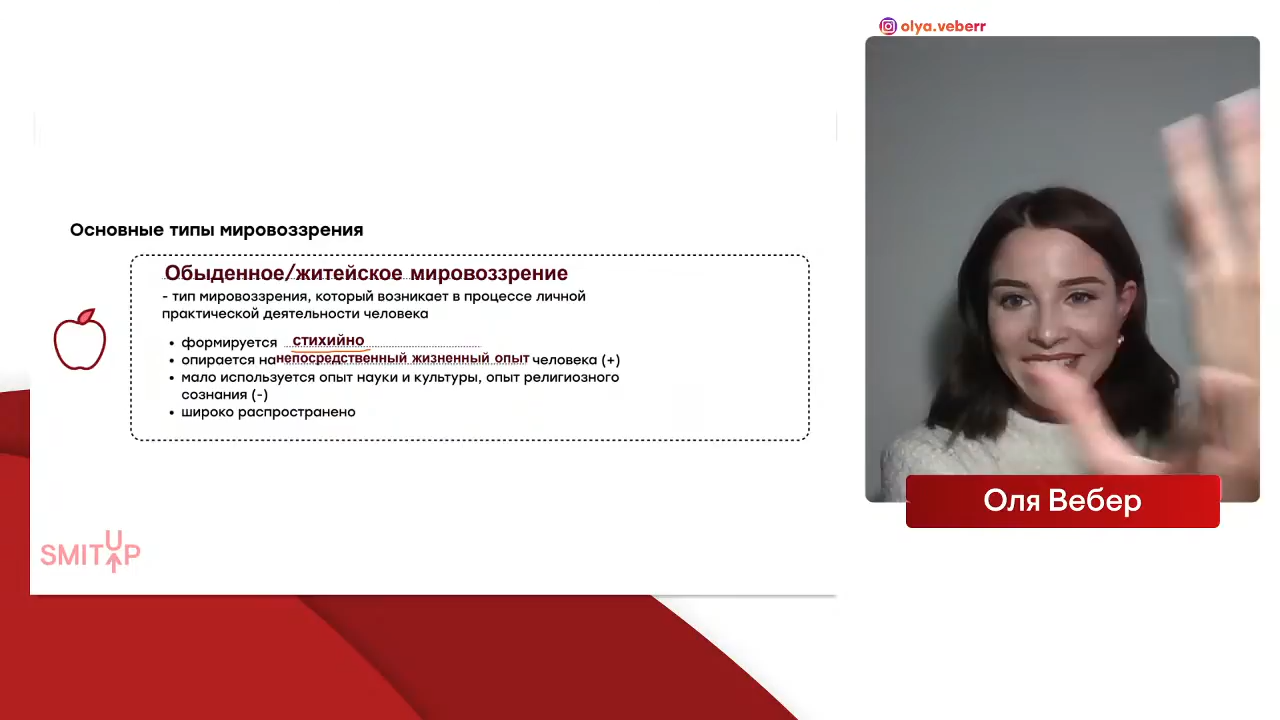 olya.veberr
Основные типы мировоззрения
Обыденное/житейское мировоззрение
- тип мировоззрения, который возникает в процессе личной
практической деятельности человека
• формируется стихийно
• опирается на непосредственный жизненный опыт человека (+)
• мало используется опыт науки и культуры, опыт религиозного
сознания (-)
• широко распространено
Оля Вебер
SMITUP